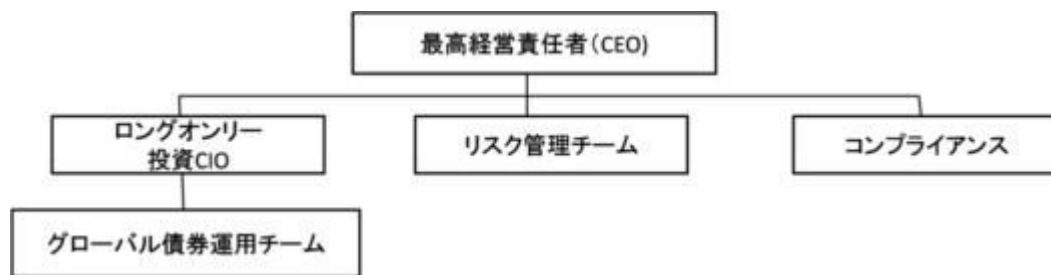 最高経営責任者(CEO)
ロングオンリー
投資CIO
リスク管理チーム
コンプライアンス
グローバル債券運用チーム